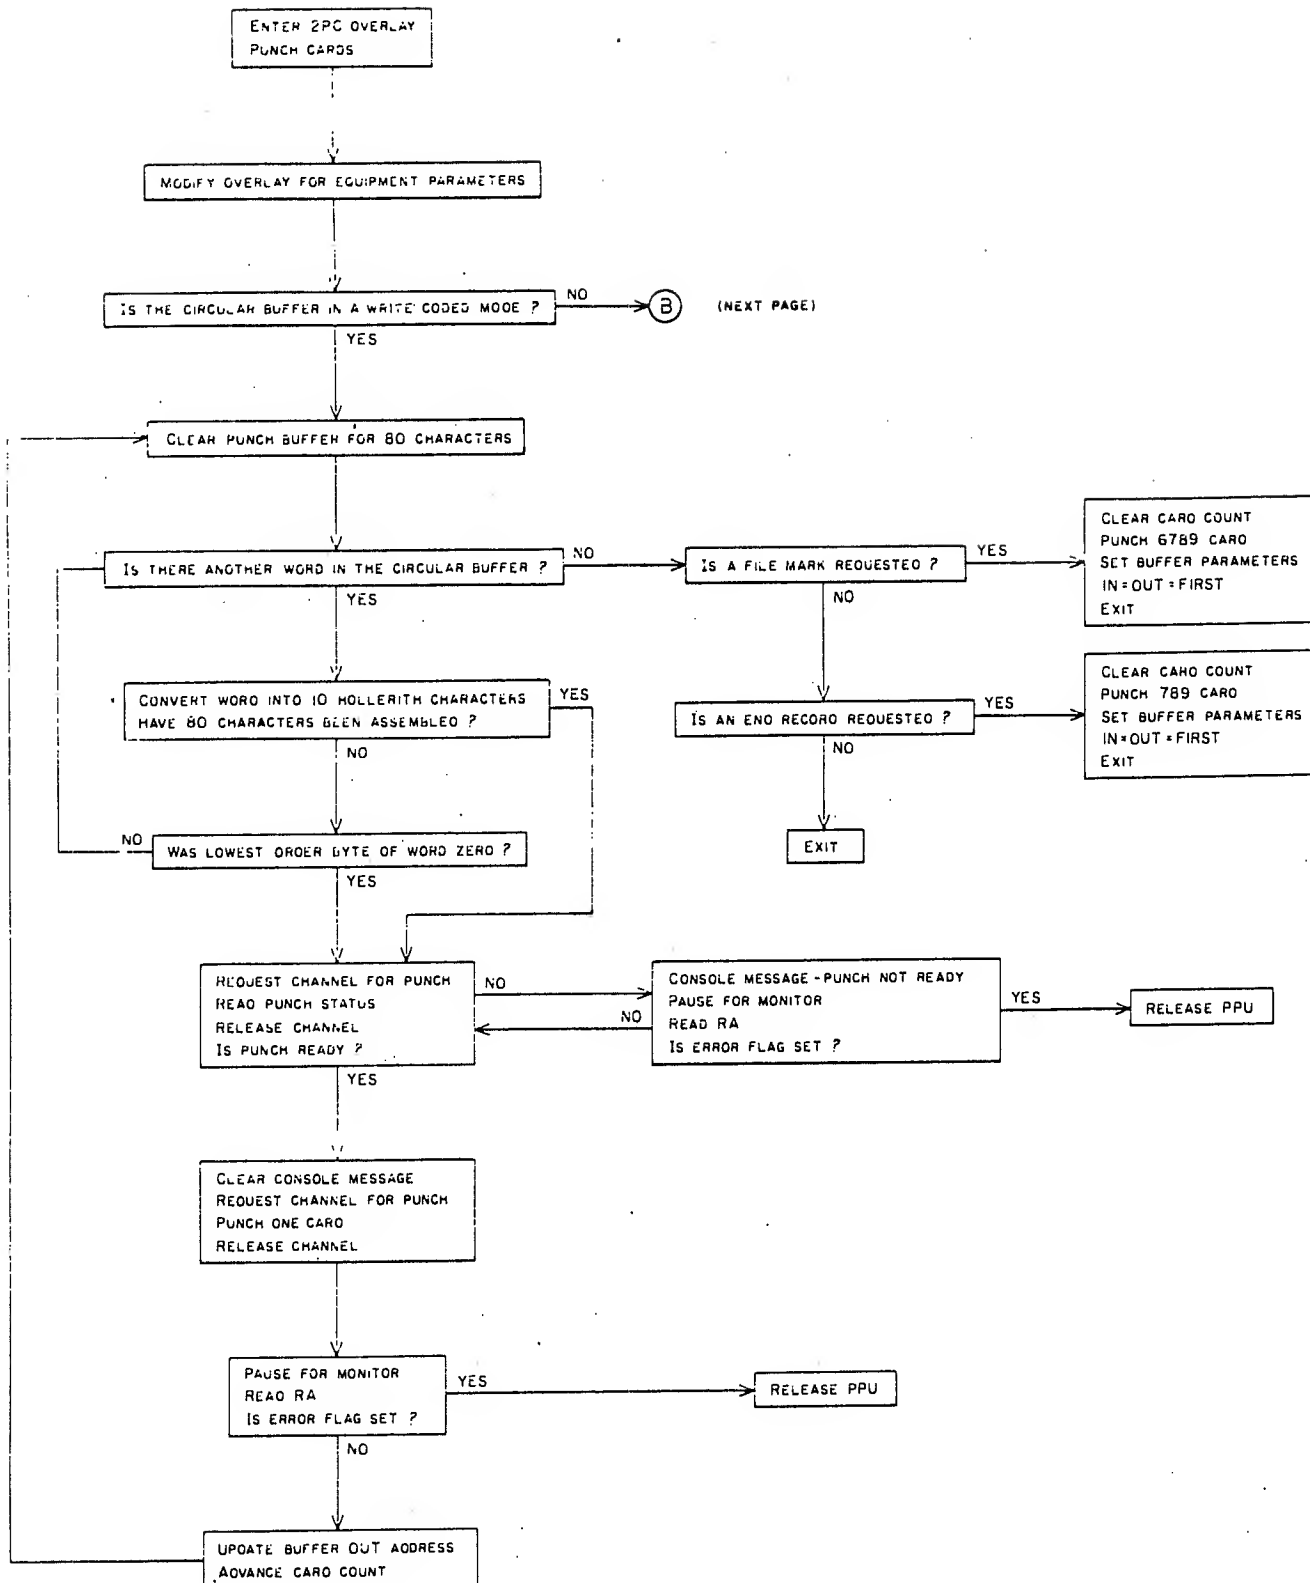 ENTER 2PC OVERLAY
PUNCH CARDS
MODIFY OVERLAY FOR EQUIPMENT PARAMETERS
IS THE CIRCULAR BUFFER IN A WRITE CODED MODE ?
NO
B
(NEXT PAGE)
YES
CLEAR PUNCH BUFFER FOR 80 CHARACTERS
IS THERE ANOTHER WORD IN THE CIRCULAR BUFFER ?
NO
IS A FILE MARK REQUESTED ?
YES
CLEAR CARD COUNT
PUNCH 6789 CARD
SET BUFFER PARAMETERS
IN = OUT = FIRST
EXIT
YES
NO
CONVERT WORD INTO 10 HOLLERITH CHARACTERS
HAVE 80 CHARACTERS BEEN ASSEMBLED ?
YES
IS AN END RECORD REQUESTED ?
YES
CLEAR CARD COUNT
PUNCH 789 CARD
SET BUFFER PARAMETERS
IN = OUT = FIRST
EXIT
NO
NO
NO
WAS LOWEST ORDER BYTE OF WORD ZERO ?
EXIT
YES
REQUEST CHANNEL FOR PUNCH
READ PUNCH STATUS
RELEASE CHANNEL
IS PUNCH READY ?
NO
NO
CONSOLE MESSAGE - PUNCH NOT READY
PAUSE FOR MONITOR
READ RA
IS ERROR FLAG SET ?
YES
RELEASE PPU
YES
CLEAR CONSOLE MESSAGE
REQUEST CHANNEL FOR PUNCH
PUNCH ONE CARD
RELEASE CHANNEL
PAUSE FOR MONITOR
READ RA
IS ERROR FLAG SET ?
YES
RELEASE PPU
NO
UPDATE BUFFER OUT ADDRESS
ADVANCE CARD COUNT